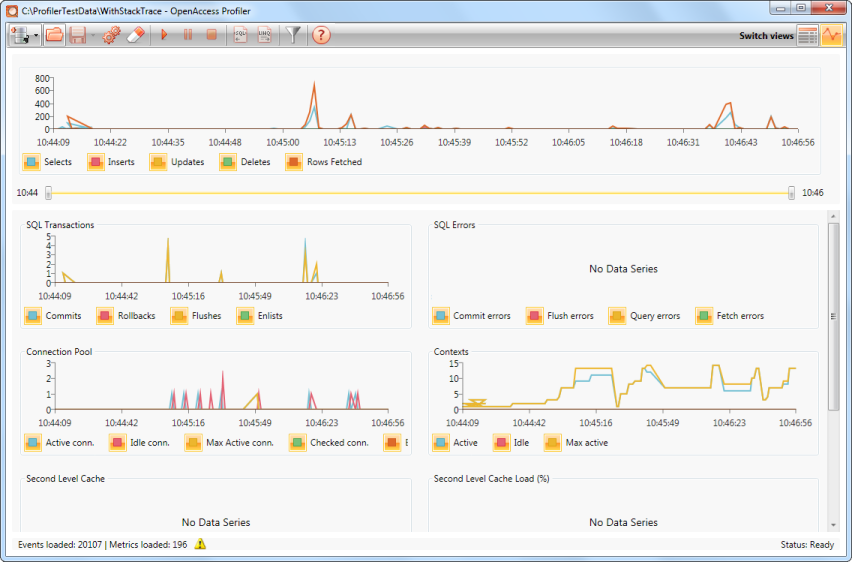 C:\ProfilerTestData\WithStackTrace - OpenAccess Profiler
SQL LINQ ? Switch views
800
600
400
200
0
10:44:09 10:44:22 10:44:35 10:44:48 10:45:00 10:45:13 10:45:26 10:45:39 10:45:52 10:46:05 10:46:18 10:46:31 10:46:43 10:46:56
Selects Inserts Updates Deletes Rows Fetched
10:44 10:46
SQL Transactions
5
4
3
2
1
0
10:44:09 10:44:42 10:45:16 10:45:49 10:46:23 10:46:56
Commits Rollbacks Flushes Enlists
SQL Errors
No Data Series
Commit errors Flush errors Query errors Fetch errors
Connection Pool
3
2
1
0
10:44:09 10:44:42 10:45:16 10:45:49 10:46:23 10:46:56
Active conn. Idle conn. Max Active conn. Checked conn. E
Contexts
15
10
5
0
10:44:09 10:44:42 10:45:16 10:45:49 10:46:23 10:46:56
Active Idle Max active
Second Level Cache
No Data Series
Second Level Cache Load (%)
No Data Series
Events loaded: 20107 | Metrics loaded: 196 Status: Ready